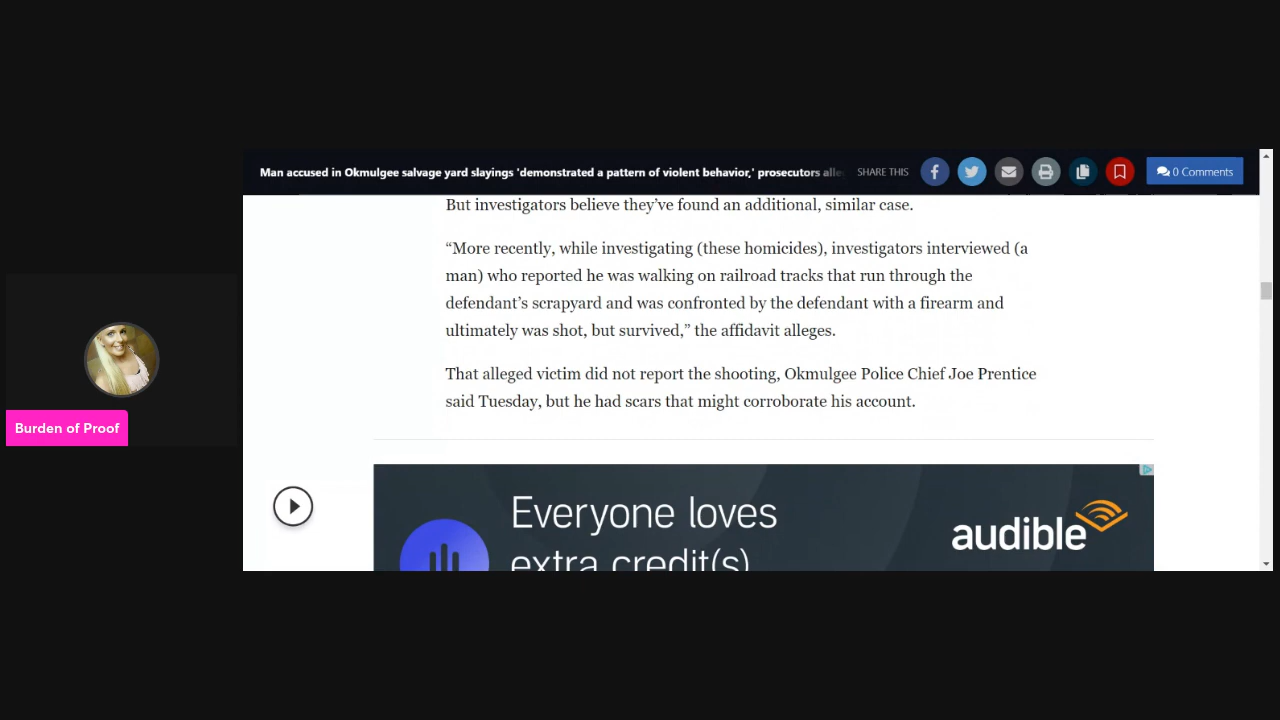 Man accused in Okmulgee salvage yard slayings 'demonstrated a pattern of violent behavior,' prosecutors alle
SHARE THIS
0 Comments
But investigators believe they’ve found an additional, similar case.
“More recently, while investigating (these homicides), investigators interviewed (a
man) who reported he was walking on railroad tracks that run through the
defendant’s scrapyard and was confronted by the defendant with a firearm and
ultimately was shot, but survived,” the affidavit alleges.
That alleged victim did not report the shooting, Okmulgee Police Chief Joe Prentice
said Tuesday, but he had scars that might corroborate his account.
Burden of Proof
Everyone loves
extra credit(s)
audible